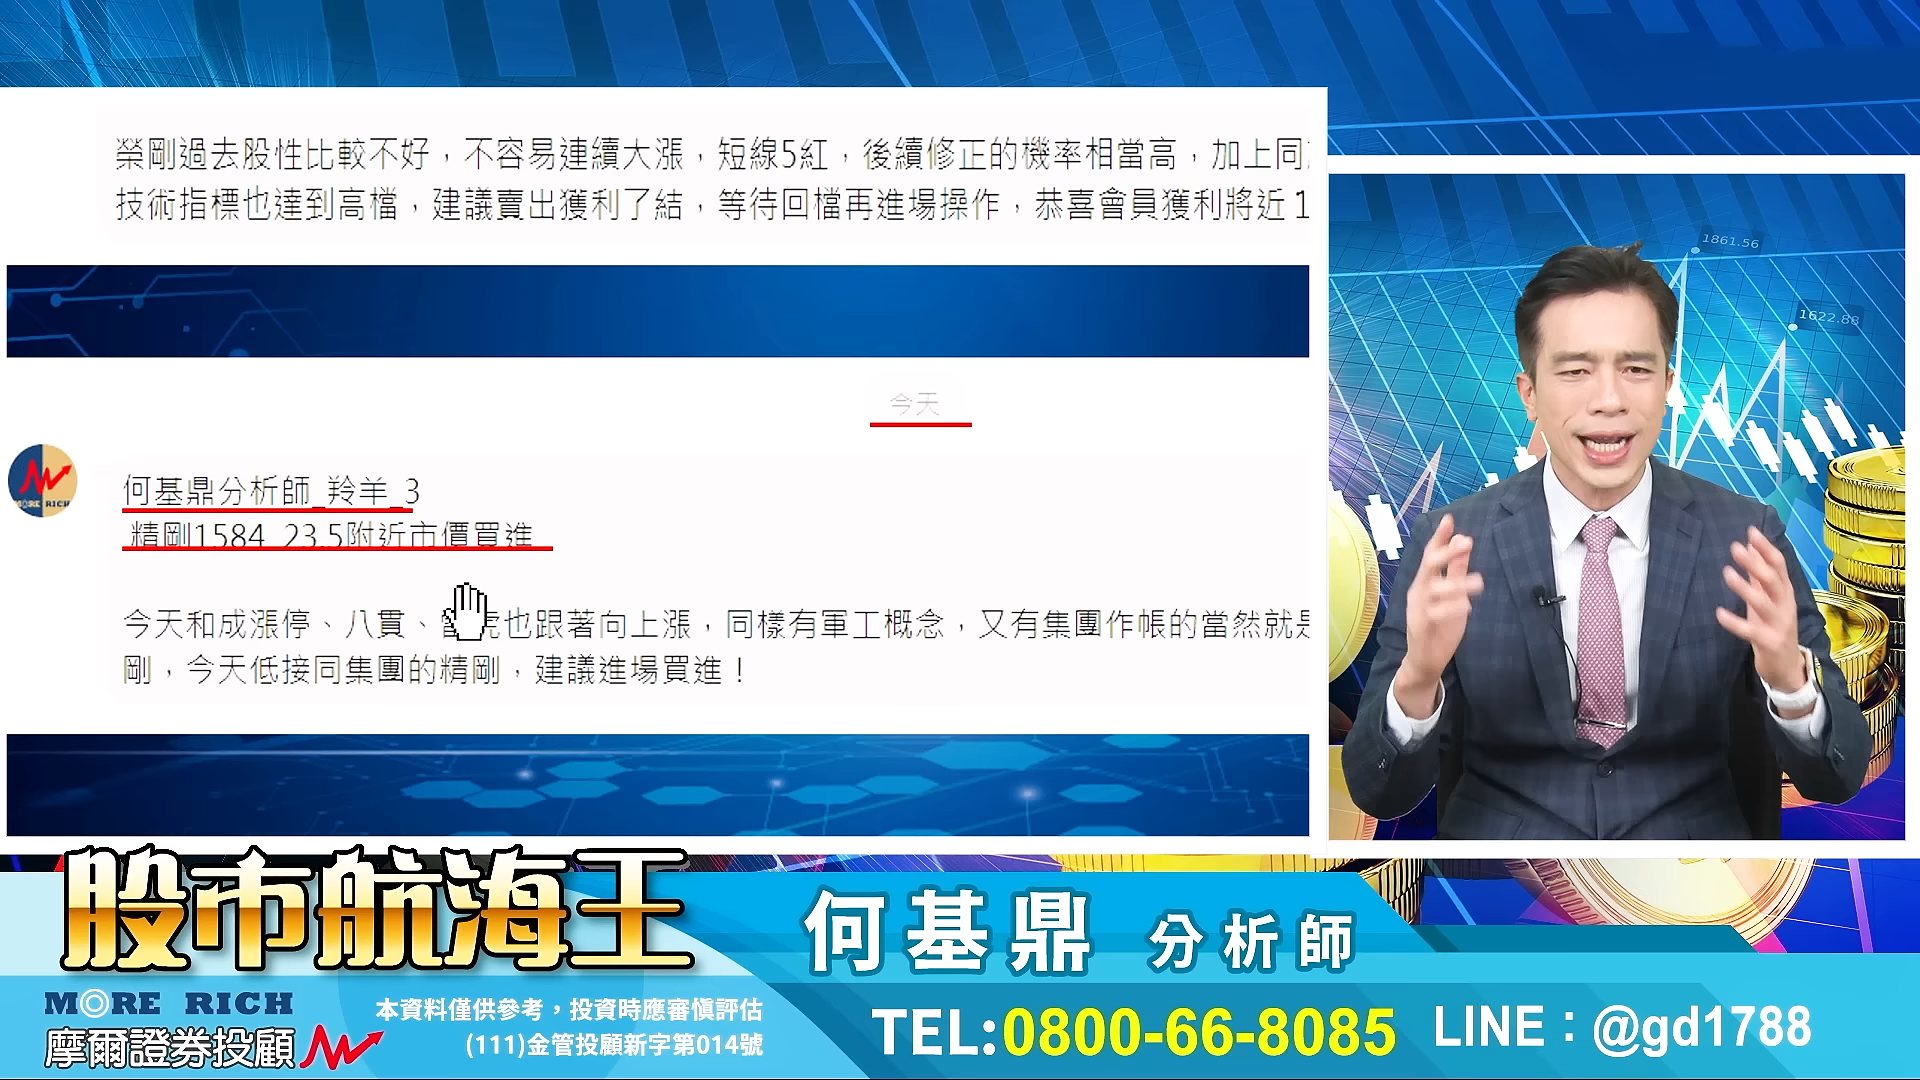 榮剛過去股性比較不好，不容易連續大漲，短線5紅，後續修正的機率相當高，加上同
技術指標也達到高檔，建議賣出獲利了結，等待回檔再進場操作，恭喜會員獲利將近1
今天
何基鼎分析師_羚羊_3
精剛1584_23.5附近市價買進
今天和成漲停、八貫、虎也跟著向上漲，同樣有軍工概念，又有集團作帳的當然就是
剛，今天低接同集團的精剛，建議進場買進！
MORE RICH
1861.56
1622.88
股市航海王
何基鼎 分析師
MORE RICH
摩爾證券投顧
本資料僅供參考，投資時應審慎評估
(111)金管投顧新字第014號
TEL:0800-66-8085
LINE：@gd1788